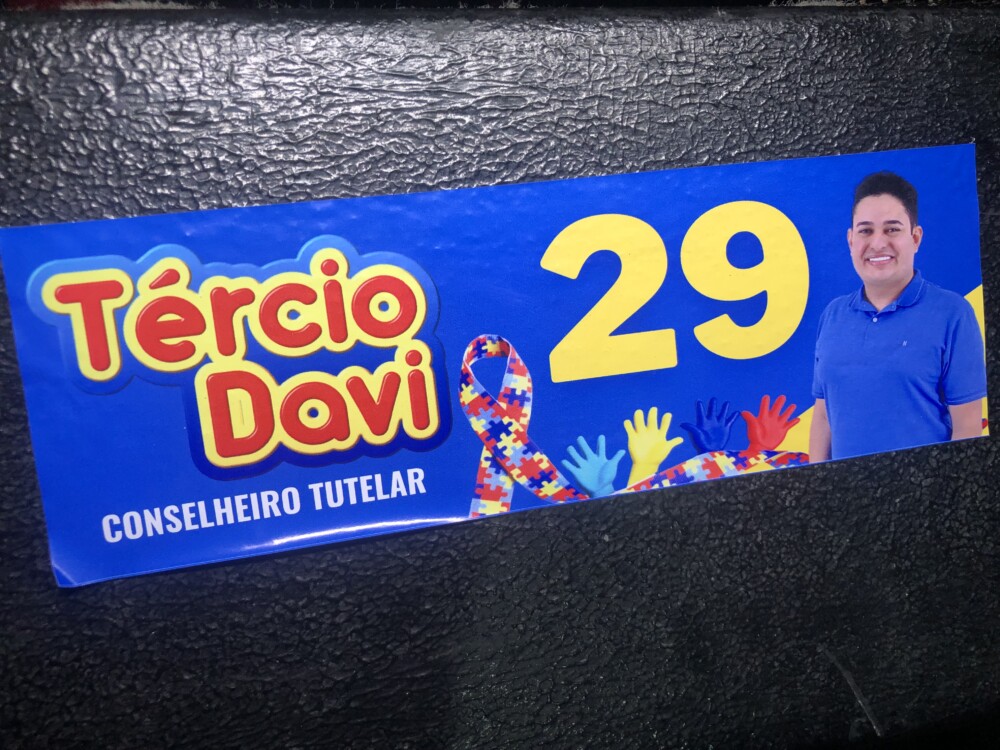 Tércio
Davi
CONSELHEIRO TUTELAR
29